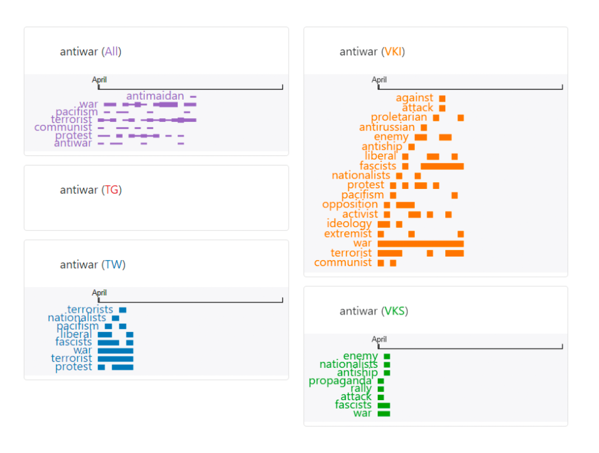 antiwar (All)
April
antimaidan
war
pacifism
terrorist
communist
protest
antiwar
antiwar (TG)
antiwar (TW)
April
terrorists
nationalists
pacifism
liberal
fascists
war
terrorist
protest
antiwar (VKI)
April
against
attack
proletarian
antirussian
enemy
antiship
liberal
fascists
nationalists
protest
pacifism
opposition
activist
ideology
extremist
war
terrorist
communist
antiwar (VKS)
April
enemy
nationalists
antiship
propaganda
rally
attack
fascists
war